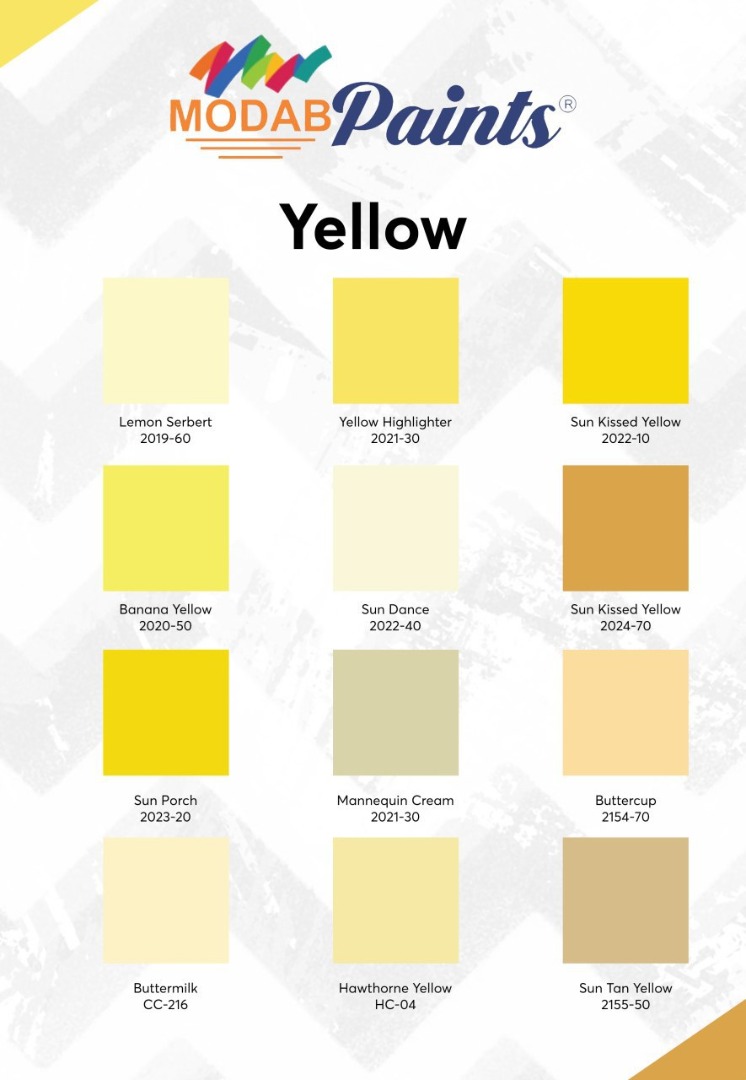 MODAB Paints®
Yellow
Lemon Serbert
2019-60
Yellow Highlighter
2021-30
Sun Kissed Yellow
2022-10
Banana Yellow
2020-50
Sun Dance
2022-40
Sun Kissed Yellow
2024-70
Sun Porch
2023-20
Mannequin Cream
2021-30
Buttercup
2154-70
Buttermilk
CC-216
Hawthorne Yellow
HC-04
Sun Tan Yellow
2155-50